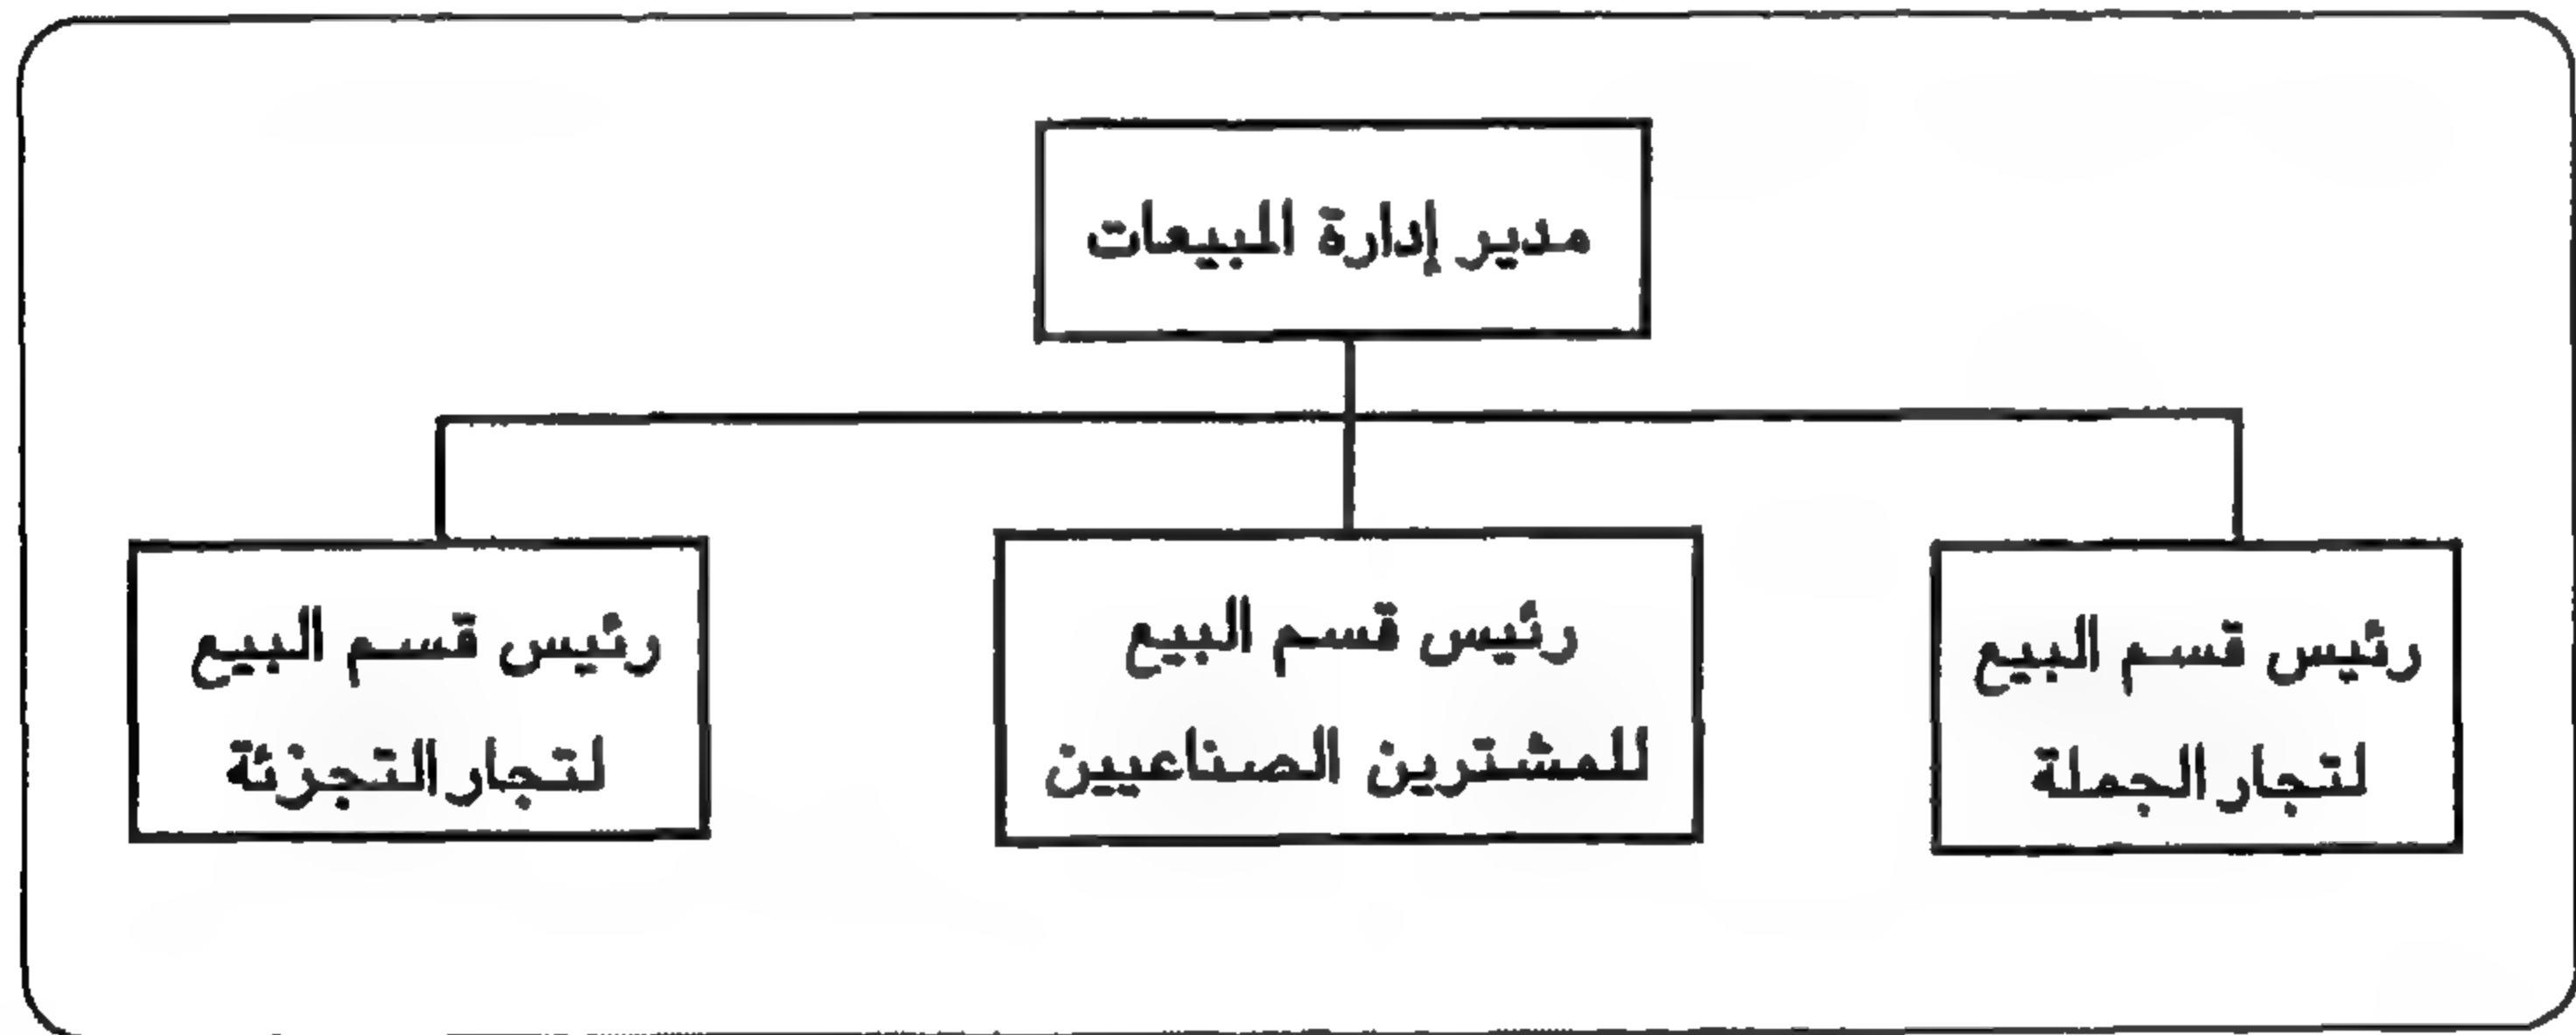 مدير إدارة المبيعات
رئيس قسم البيع
لتجار الجملة
رئيس قسم البيع
للمشترين الصناعيين
رئيس قسم البيع
لتجار التجزئة